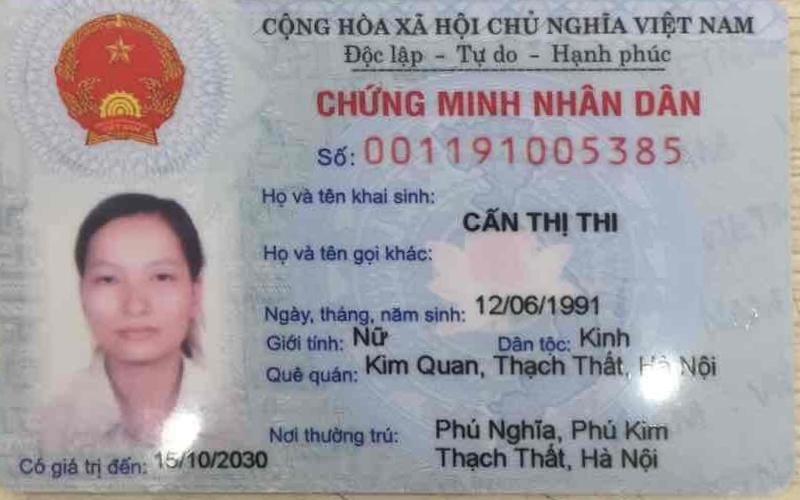 CỘNG HÒA XÃ HỘI CHỦ NGHĨA VIỆT NAM
Độc lập - Tự do - Hạnh phúc
CHỨNG MINH NHÂN DÂN
Số: 001191005385
Họ và tên khai sinh:
CẤN THỊ THI
Họ và tên gọi khác:
Ngày, tháng, năm sinh: 12/06/1991
Giới tính: Nữ Dân tộc: Kinh
Quê quán: Kim Quan, Thạch Thất, Hà Nội
Nơi thường trú: Phú Nghĩa, Phú Kim
Thạch Thất, Hà Nội
Có giá trị đến: 15/10/2030